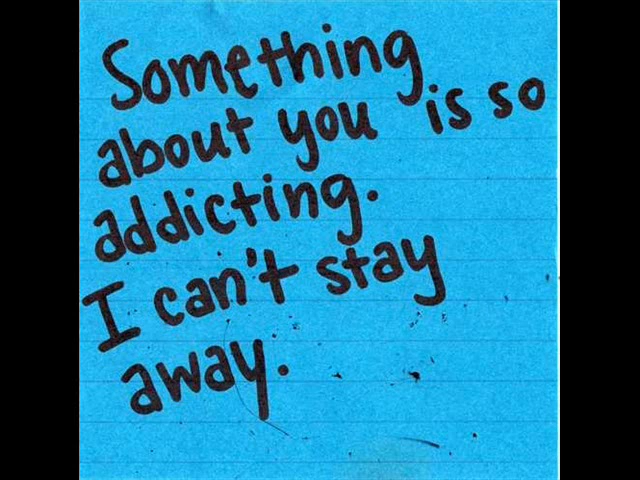 Something
about you is so
addicting.
I can't stay
away.